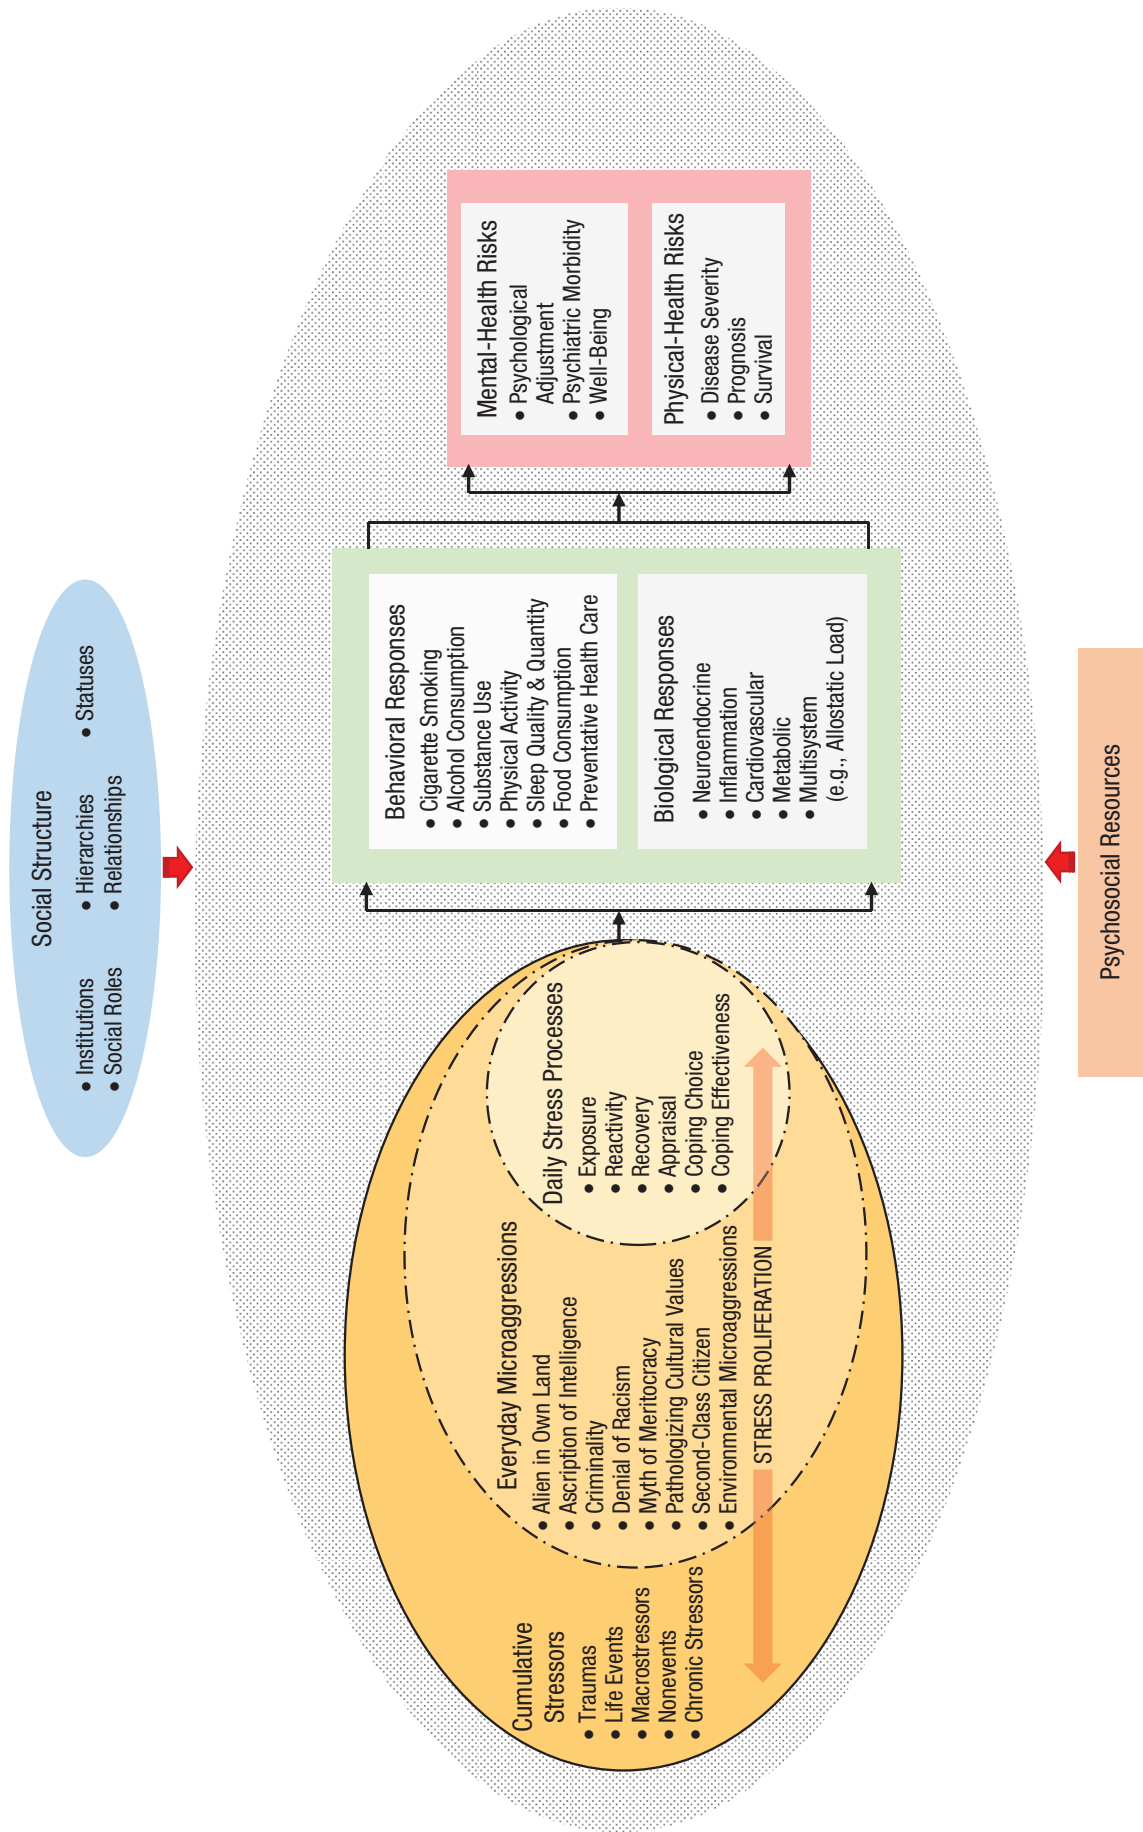 Social Structure
• Institutions
• Hierarchies
• Statuses
• Social Roles
• Relationships
Cumulative
Stressors
• Traumas
• Life Events
• Macrostressors
• Nonevents
• Chronic Stressors
Everyday Microaggressions
• Alien in Own Land
• Ascription of Intelligence
• Criminality
• Denial of Racism
• Myth of Meritocracy
• Pathologizing Cultural Values
• Second-Class Citizen
• Environmental Microaggressions
Daily Stress Processes
• Exposure
• Reactivity
• Recovery
• Appraisal
• Coping Choice
• Coping Effectiveness
STRESS PROLIFERATION
Behavioral Responses
• Cigarette Smoking
• Alcohol Consumption
• Substance Use
• Physical Activity
• Sleep Quality & Quantity
• Food Consumption
• Preventative Health Care
Biological Responses
• Neuroendocrine
• Inflammation
• Cardiovascular
• Metabolic
• Multisystem
(e.g., Allostatic Load)
Mental-Health Risks
• Psychological
Adjustment
• Psychiatric Morbidity
• Well-Being
Physical-Health Risks
• Disease Severity
• Prognosis
• Survival
Psychosocial Resources